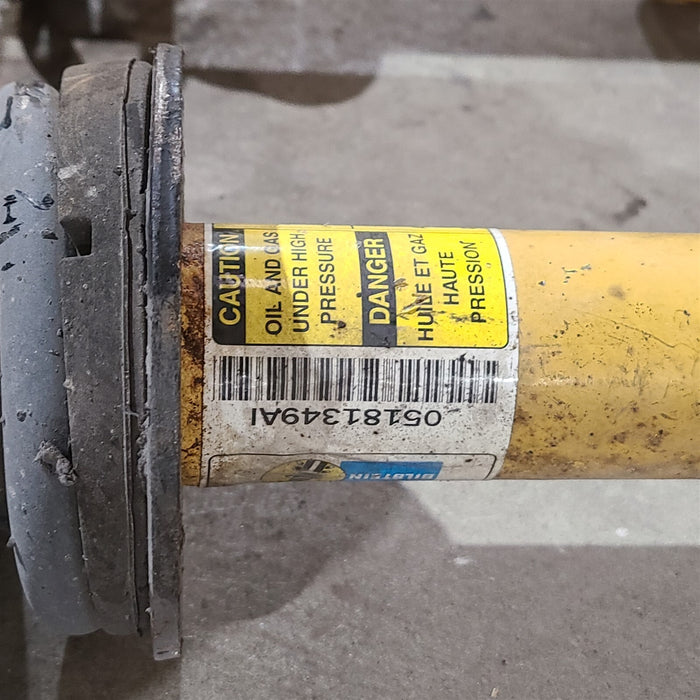 CAUTION
OIL AND GAS
UNDER HIGH
PRESSURE
DANGER
HUILE ET GAZ
HAUTE
PRESSION
05181349AI
BILSTEIN